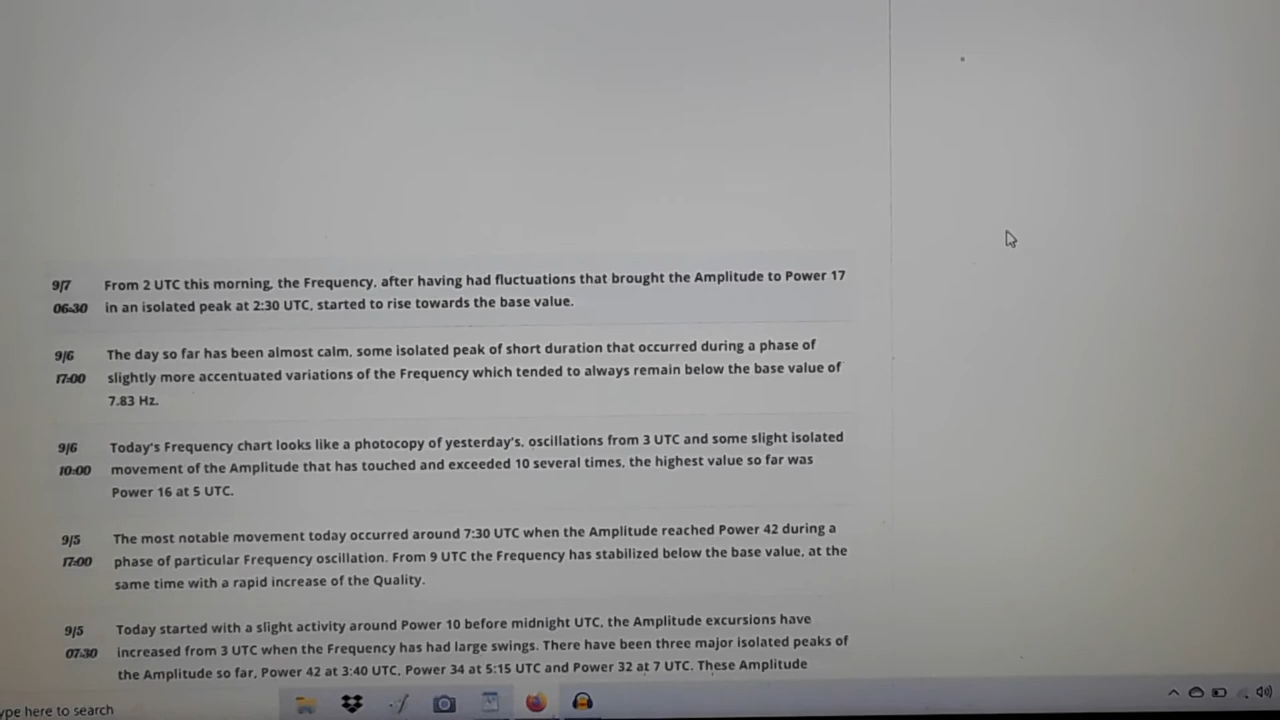 9/7 From 2 UTC this morning, the Frequency, after having had fluctuations that brought the Amplitude to Power 17
06:30 in an isolated peak at 2:30 UTC, started to rise towards the base value.
9/6 The day so far has been almost calm, some isolated peak of short duration that occurred during a phase of
17:00 slightly more accentuated variations of the Frequency which tended to always remain below the base value of
7.83 Hz.
9/6 Today's Frequency chart looks like a photocopy of yesterday's, oscillations from 3 UTC and some slight isolated
10:00 movement of the Amplitude that has touched and exceeded 10 several times, the highest value so far was
Power 16 at 5 UTC.
9/5 The most notable movement today occurred around 7:30 UTC when the Amplitude reached Power 42 during a
17:00 phase of particular Frequency oscillation. From 9 UTC the Frequency has stabilized below the base value, at the
same time with a rapid increase of the Quality.
9/5 Today started with a slight activity around Power 10 before midnight UTC, the Amplitude excursions have
07:30 increased from 3 UTC when the Frequency has had large swings. There have been three major isolated peaks of
the Amplitude so far, Power 42 at 3:40 UTC, Power 34 at 5:15 UTC and Power 32 at 7 UTC. These Amplitude
ype here to search